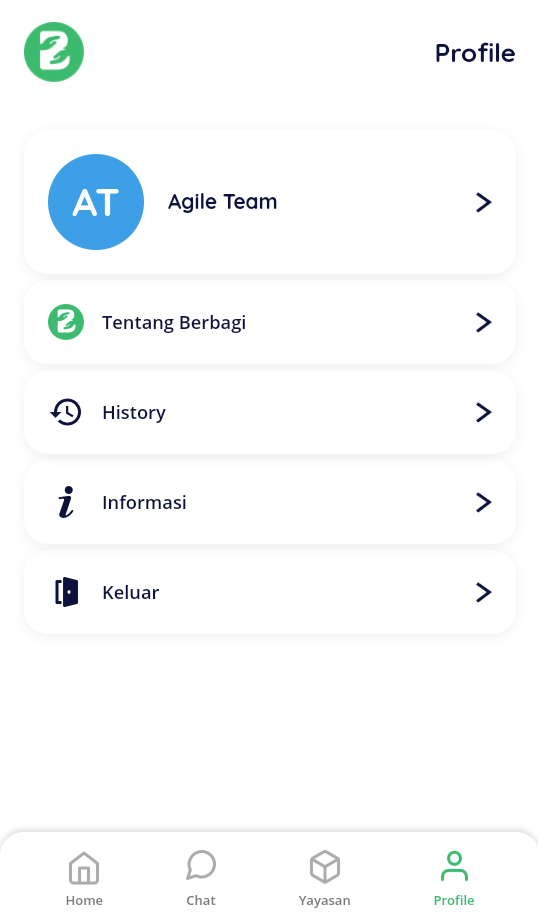 Profile
AT
Agile Team
Tentang Berbagi
History
Informasi
Keluar
Home
Chat
Yayasan
Profile